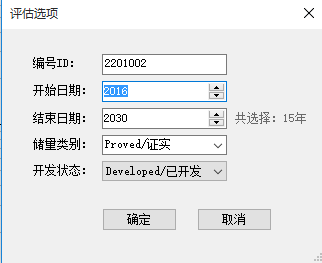 评估选项
编号ID: 2201002
开始日期: 2016
结束日期: 2030 共选择: 15年
储量类别: Proved/证实
开发状态: Developed/已开发
确定 取消